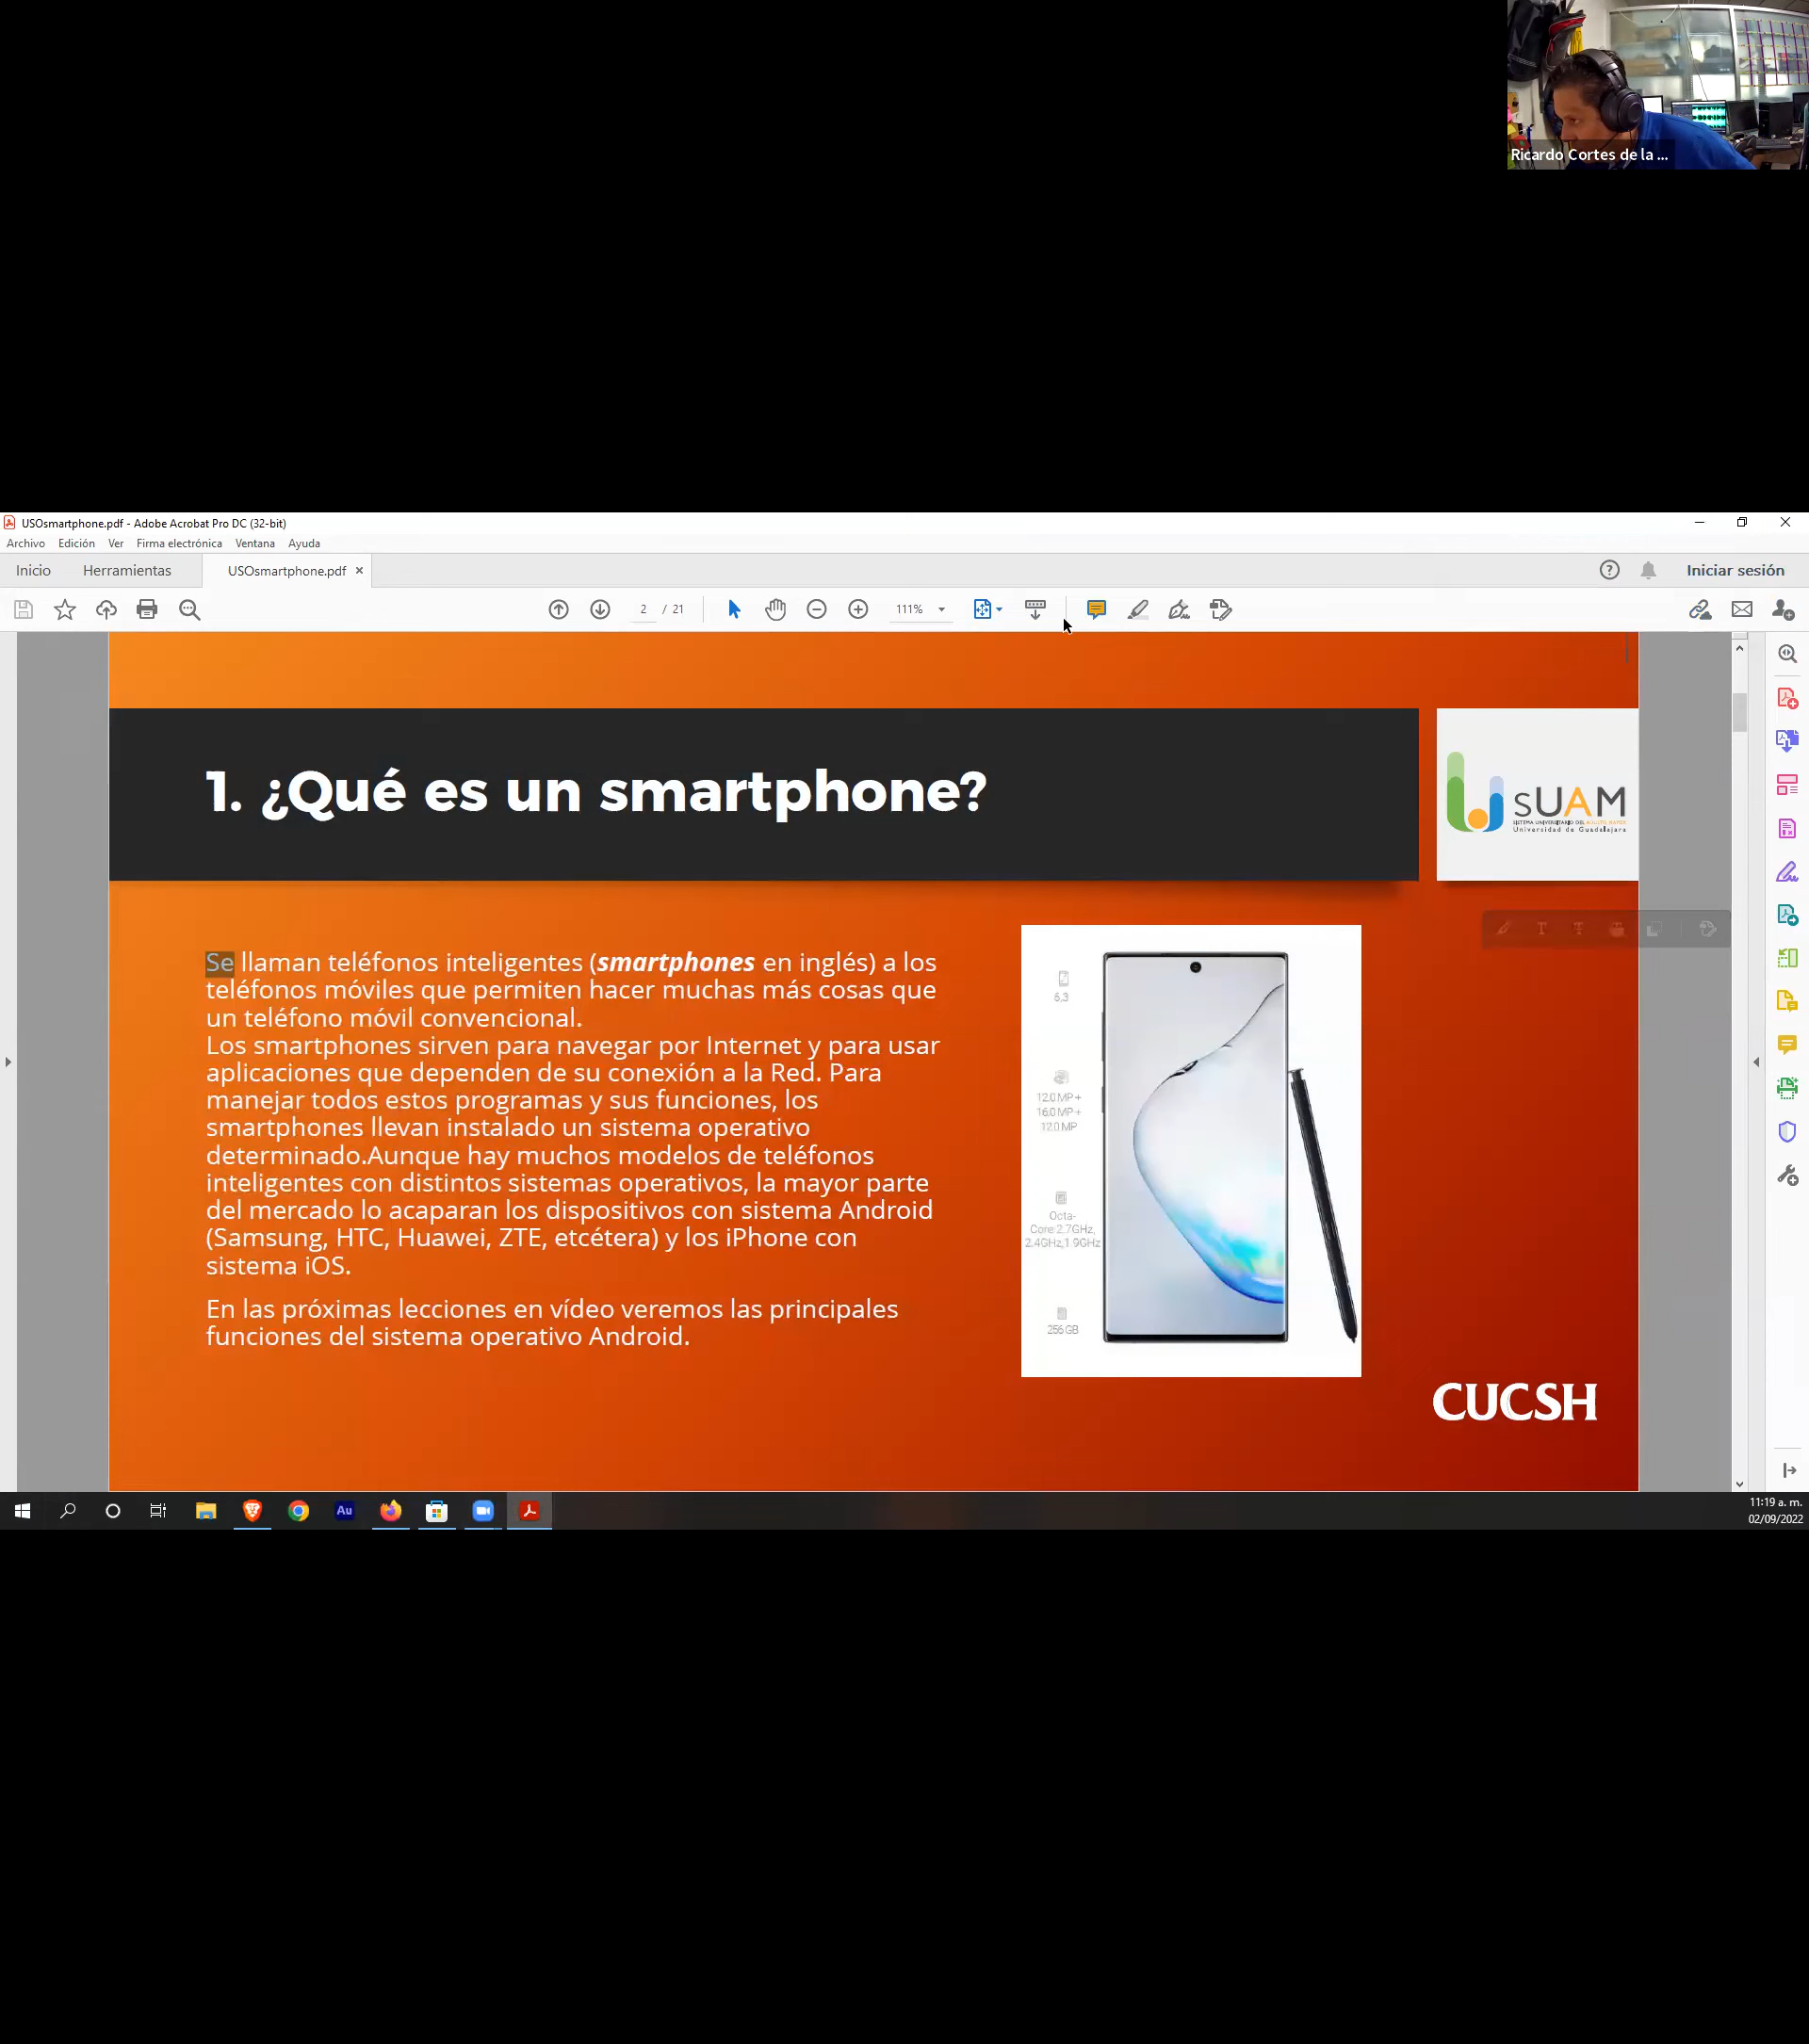 Ricardo Cortes de la ...
USOsmartphone.pdf - Adobe Acrobat Pro DC (32-bit)
Archivo Edición Ver Firma electrónica Ventana Ayuda
Inicio Herramientas USOsmartphone.pdf Iniciar sesión
2 / 21 111%
1. ¿Qué es un smartphone?
sUAM
SISTEMA UNIVERSITARIO DEL ADULTO MAYOR
Universidad de Guadalajara
Se llaman teléfonos inteligentes (smartphones en inglés) a los
teléfonos móviles que permiten hacer muchas más cosas que
un teléfono móvil convencional.
Los smartphones sirven para navegar por Internet y para usar
aplicaciones que dependen de su conexión a la Red. Para
manejar todos estos programas y sus funciones, los
smartphones llevan instalado un sistema operativo
determinado.Aunque hay muchos modelos de teléfonos
inteligentes con distintos sistemas operativos, la mayor parte
del mercado lo acaparan los dispositivos con sistema Android
(Samsung, HTC, Huawei, ZTE, etcétera) y los iPhone con
sistema iOS.
En las próximas lecciones en vídeo veremos las principales
funciones del sistema operativo Android.
6,3
12.0 MP +
16.0 MP +
12.0 MP
Octa-
Core:2.7GHz,
2.4GHz,1.9GHz
256 GB
CUCSH
Au
11:19 a. m.
02/09/2022